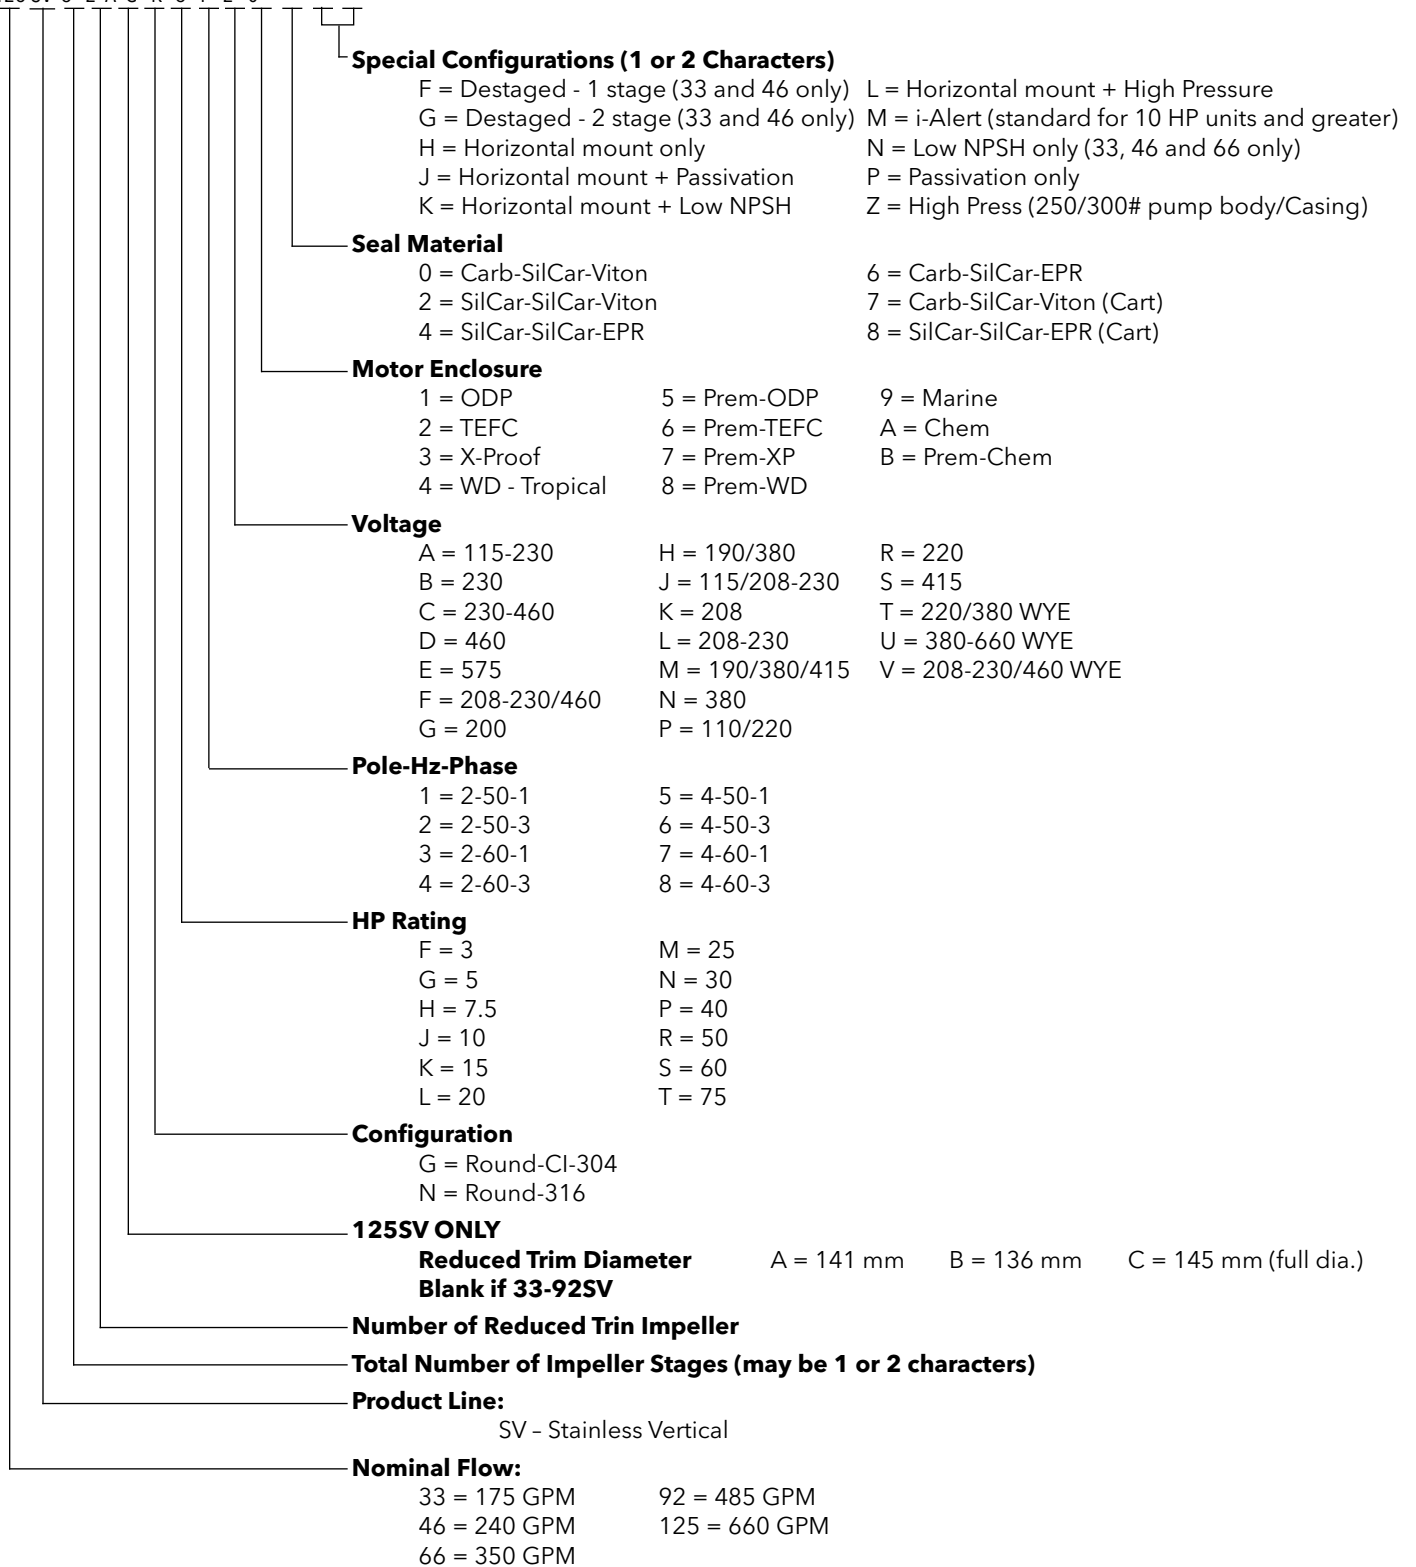 Special Configurations (1 or 2 Characters)
F = Destaged - 1 stage (33 and 46 only) L = Horizontal mount + High Pressure
G = Destaged - 2 stage (33 and 46 only) M = i-Alert (standard for 10 HP units and greater)
H = Horizontal mount only N = Low NPSH only (33, 46 and 66 only)
J = Horizontal mount + Passivation P = Passivation only
K = Horizontal mount + Low NPSH Z = High Press (250/300# pump body/Casing)
Seal Material
0 = Carb-SilCar-Viton 6 = Carb-SilCar-EPR
2 = SilCar-SilCar-Viton 7 = Carb-SilCar-Viton (Cart)
4 = SilCar-SilCar-EPR 8 = SilCar-SilCar-EPR (Cart)
Motor Enclosure
1 = ODP 5 = Prem-ODP 9 = Marine
2 = TEFC 6 = Prem-TEFC A = Chem
3 = X-Proof 7 = Prem-XP B = Prem-Chem
4 = WD - Tropical 8 = Prem-WD
Voltage
A = 115-230 H = 190/380 R = 220
B = 230 J = 115/208-230 S = 415
C = 230-460 K = 208 T = 220/380 WYE
D = 460 L = 208-230 U = 380-660 WYE
E = 575 M = 190/380/415 V = 208-230/460 WYE
F = 208-230/460 N = 380
G = 200 P = 110/220
Pole-Hz-Phase
1 = 2-50-1 5 = 4-50-1
2 = 2-50-3 6 = 4-50-3
3 = 2-60-1 7 = 4-60-1
4 = 2-60-3 8 = 4-60-3
HP Rating
F = 3 M = 25
G = 5 N = 30
H = 7.5 P = 40
J = 10 R = 50
K = 15 S = 60
L = 20 T = 75
Configuration
G = Round-CI-304
N = Round-316
125SV ONLY
Reduced Trim Diameter A = 141 mm B = 136 mm C = 145 mm (full dia.)
Blank if 33-92SV
Number of Reduced Trin Impeller
Total Number of Impeller Stages (may be 1 or 2 characters)
Product Line:
SV – Stainless Vertical
Nominal Flow:
33 = 175 GPM 92 = 485 GPM
46 = 240 GPM 125 = 660 GPM
66 = 350 GPM